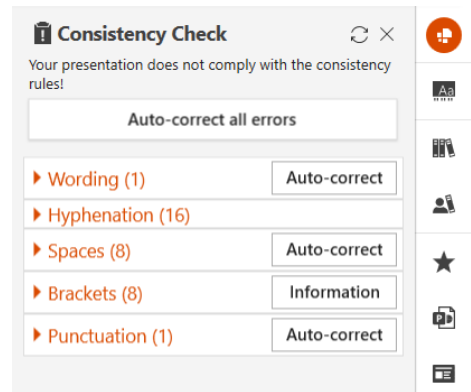 Consistency Check
Your presentation does not comply with the consistency
rules!
Auto-correct all errors
Wording (1) Auto-correct
Hyphenation (16)
Spaces (8) Auto-correct
Brackets (8) Information
Punctuation (1) Auto-correct
Aa